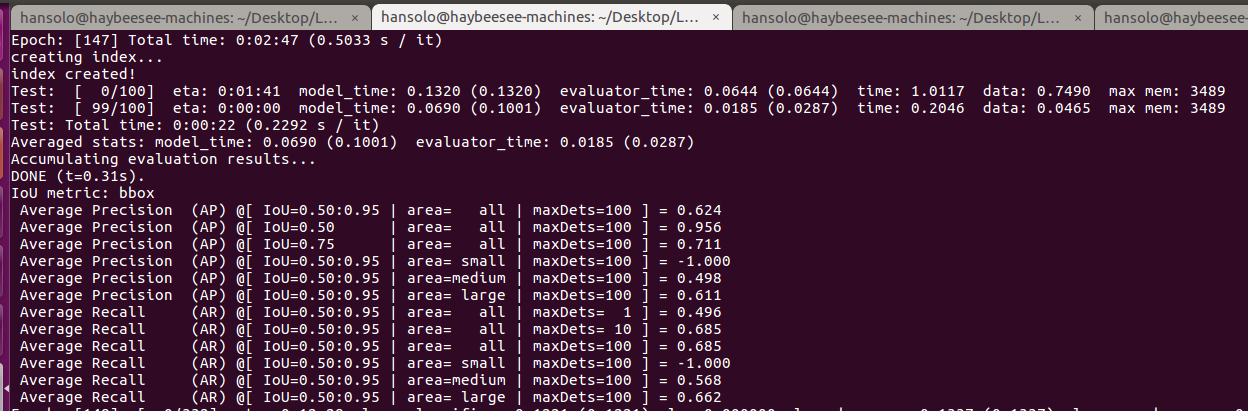 hansolo@haybeesee-machines: ~/Desktop/L... × hansolo@haybeesee-machines: ~/Desktop/L... × hansolo@haybeesee-machines: ~/Desktop/L... × hansolo@haybeesee-
Epoch: [147] Total time: 0:02:47 (0.5033 s / it)
creating index...
index created!
Test:  [  0/100]  eta: 0:01:41  model_time: 0.1320 (0.1320)  evaluator_time: 0.0644 (0.0644)  time: 1.0117  data: 0.7490  max mem: 3489
Test:  [ 99/100]  eta: 0:00:00  model_time: 0.0690 (0.1001)  evaluator_time: 0.0185 (0.0287)  time: 0.2046  data: 0.0465  max mem: 3489
Test: Total time: 0:00:22 (0.2292 s / it)
Averaged stats: model_time: 0.0690 (0.1001)  evaluator_time: 0.0185 (0.0287)
Accumulating evaluation results...
DONE (t=0.31s).
IoU metric: bbox
 Average Precision  (AP) @[ IoU=0.50:0.95 | area=   all | maxDets=100 ] = 0.624
 Average Precision  (AP) @[ IoU=0.50      | area=   all | maxDets=100 ] = 0.956
 Average Precision  (AP) @[ IoU=0.75      | area=   all | maxDets=100 ] = 0.711
 Average Precision  (AP) @[ IoU=0.50:0.95 | area= small | maxDets=100 ] = -1.000
 Average Precision  (AP) @[ IoU=0.50:0.95 | area=medium | maxDets=100 ] = 0.498
 Average Precision  (AP) @[ IoU=0.50:0.95 | area= large | maxDets=100 ] = 0.611
 Average Recall     (AR) @[ IoU=0.50:0.95 | area=   all | maxDets=  1 ] = 0.496
 Average Recall     (AR) @[ IoU=0.50:0.95 | area=   all | maxDets= 10 ] = 0.685
 Average Recall     (AR) @[ IoU=0.50:0.95 | area=   all | maxDets=100 ] = 0.685
 Average Recall     (AR) @[ IoU=0.50:0.95 | area= small | maxDets=100 ] = -1.000
 Average Recall     (AR) @[ IoU=0.50:0.95 | area=medium | maxDets=100 ] = 0.568
 Average Recall     (AR) @[ IoU=0.50:0.95 | area= large | maxDets=100 ] = 0.662